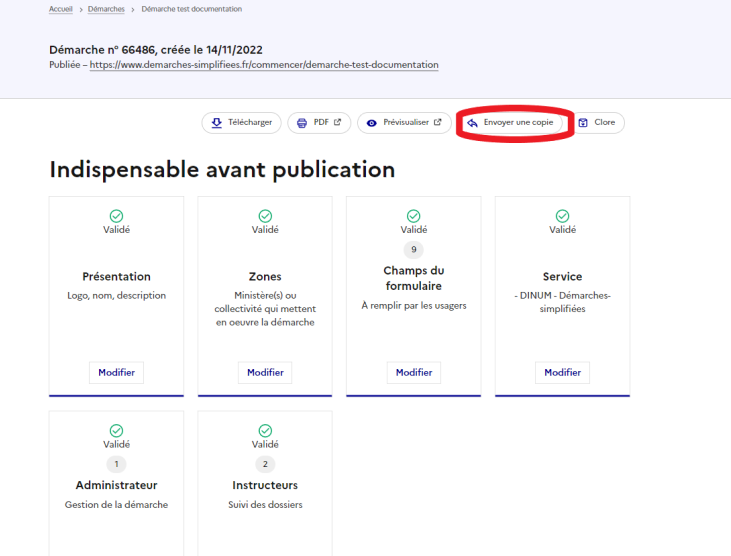 Accueil > Démarches > Démarche test documentation
Démarche n° 66486, créée le 14/11/2022
Publiée – https://www.demarches-simplifiees.fr/commencer/demarche-test-documentation
Télécharger PDF Prévisualiser Envoyer une copie Clore
Indispensable avant publication
Validé
Présentation
Logo, nom, description
Modifier
Validé
Zones
Ministère(s) ou
collectivité qui mettent
en oeuvre la démarche
Modifier
Validé
9
Champs du
formulaire
À remplir par les usagers
Modifier
Validé
Service
- DINUM - Démarches-
simplifiées
Modifier
Validé
1
Administrateur
Gestion de la démarche
Validé
2
Instructeurs
Suivi des dossiers